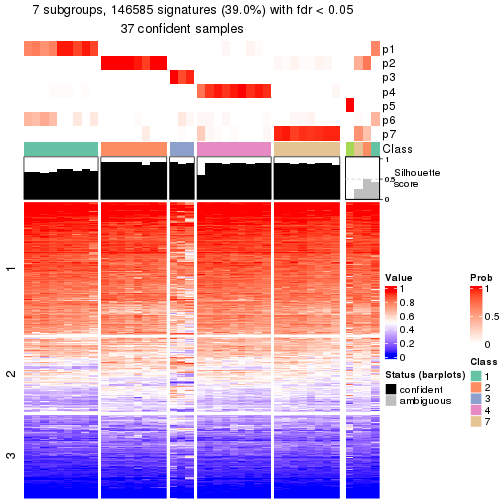 7 subgroups, 146585 signatures (39.0%) with fdr < 0.05
37 confident samples
p1
p2
p3
p4
p5
p6
p7
Class
1
0.5
0
Silhouette
score
1
2
3
Value
1
0.8
0.6
0.4
0.2
0
Prob
1
0.5
0
Status (barplots)
confident
ambiguous
Class
1
2
3
4
7